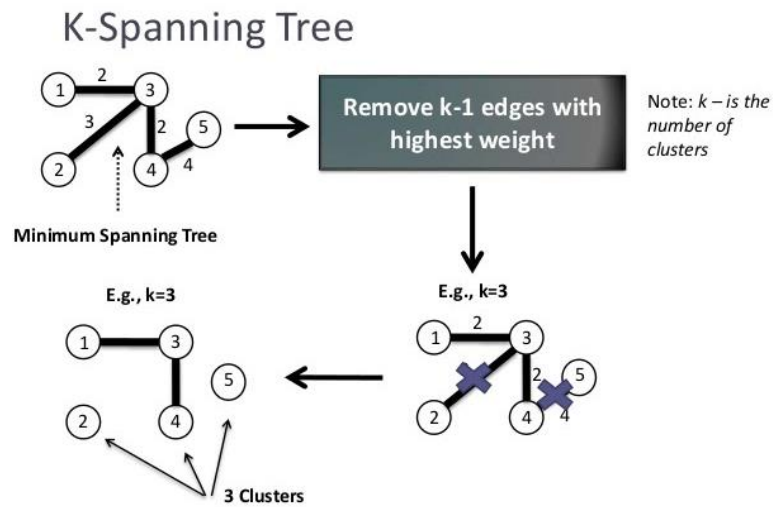 K-Spanning Tree
1
2
3
3
2
5
2
4
4
Minimum Spanning Tree
Remove k-1 edges with
highest weight
Note: k – is the
number of
clusters
E.g., k=3
1
3
5
2
4
3 Clusters
E.g., k=3
1
2
3
2
5
2
4
4